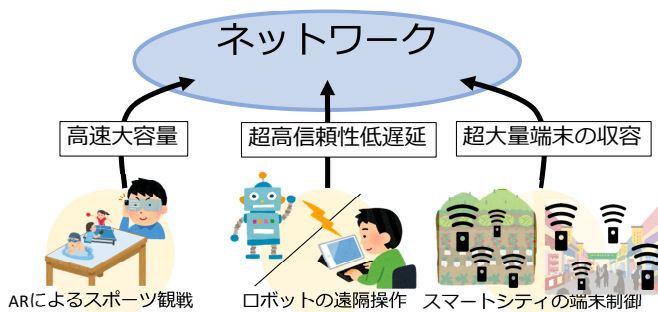 ネットワーク
高速大容量
超高信頼性低遅延
超大量端末の収容
ARによるスポーツ観戦
ロボットの遠隔操作
スマートシティの端末制御